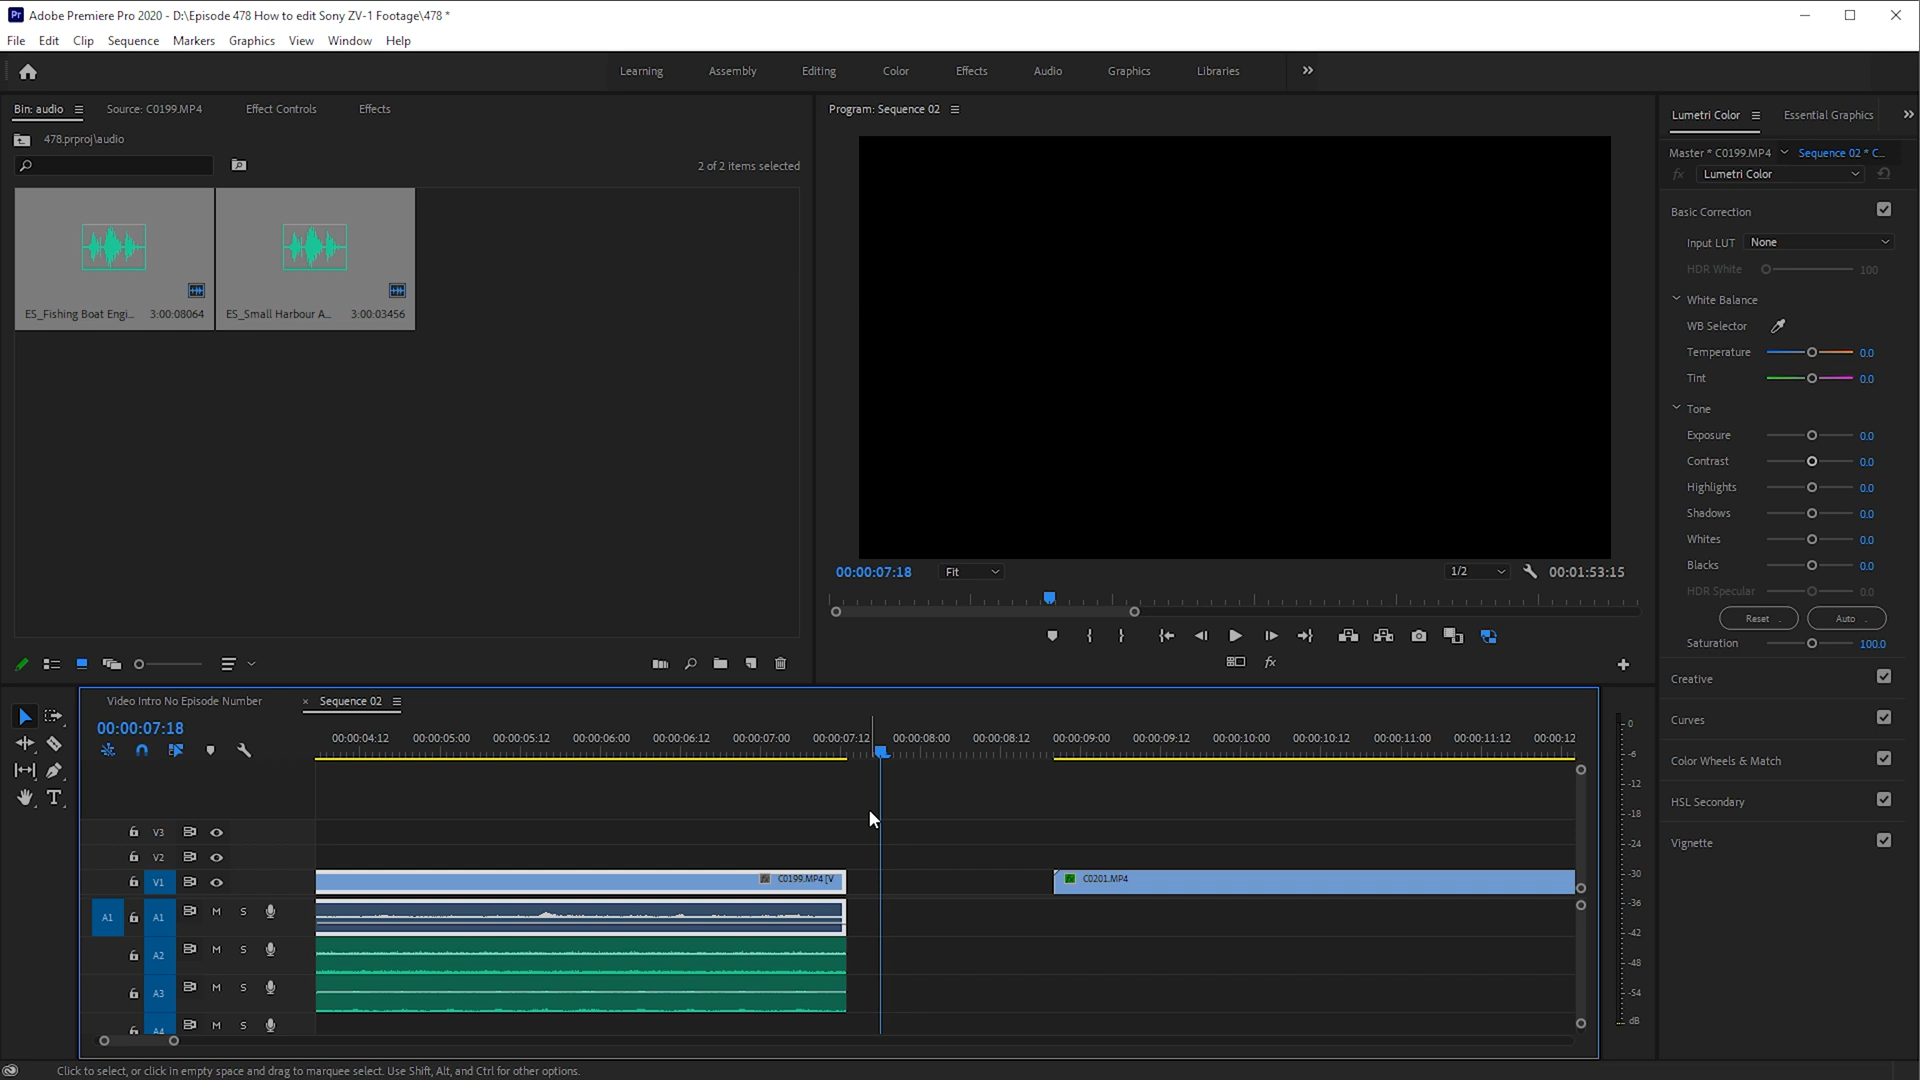 Adobe Premiere Pro 2020 - D:\Episode 478 How to edit Sony ZV-1 Footage\478 *
File Edit Clip Sequence Markers Graphics View Window Help
Learning Assembly Editing Color Effects Audio Graphics Libraries
Bin: audio Source: C0199.MP4 Effect Controls Effects
478.prproj\audio
2 of 2 items selected
ES_Fishing Boat Engi... 3:00:08064
ES_Small Harbour A... 3:00:03456
Program: Sequence 02
00:00:07:18 Fit 1/2 00:01:53:15
Lumetri Color Essential Graphics
Master * C0199.MP4 Sequence 02 * C...
fx Lumetri Color
Basic Correction
Input LUT None
HDR White 100
White Balance
WB Selector
Temperature 0.0
Tint 0.0
Tone
Exposure 0.0
Contrast 0.0
Highlights 0.0
Shadows 0.0
Whites 0.0
Blacks 0.0
HDR Specular 0.0
Reset Auto
Saturation 100.0
Creative
Curves
Color Wheels & Match
HSL Secondary
Vignette
fx
Video Intro No Episode Number × Sequence 02
00:00:07:18
00:00:04:12 00:00:05:00 00:00:05:12 00:00:06:00 00:00:06:12 00:00:07:00 00:00:07:12 00:00:08:00 00:00:08:12 00:00:09:00 00:00:09:12 00:00:10:00 00:00:10:12 00:00:11:00 00:00:11:12 00:00:12
V3
V2
V1 C0199.MP4 [V C0201.MP4
A1 A1 M S
A2 M S
A3 M S
A4 M S
0
-6
-12
-18
-24
-30
-36
-42
-48
-54
dB
Click to select, or click in empty space and drag to marquee select. Use Shift, Alt, and Ctrl for other options.